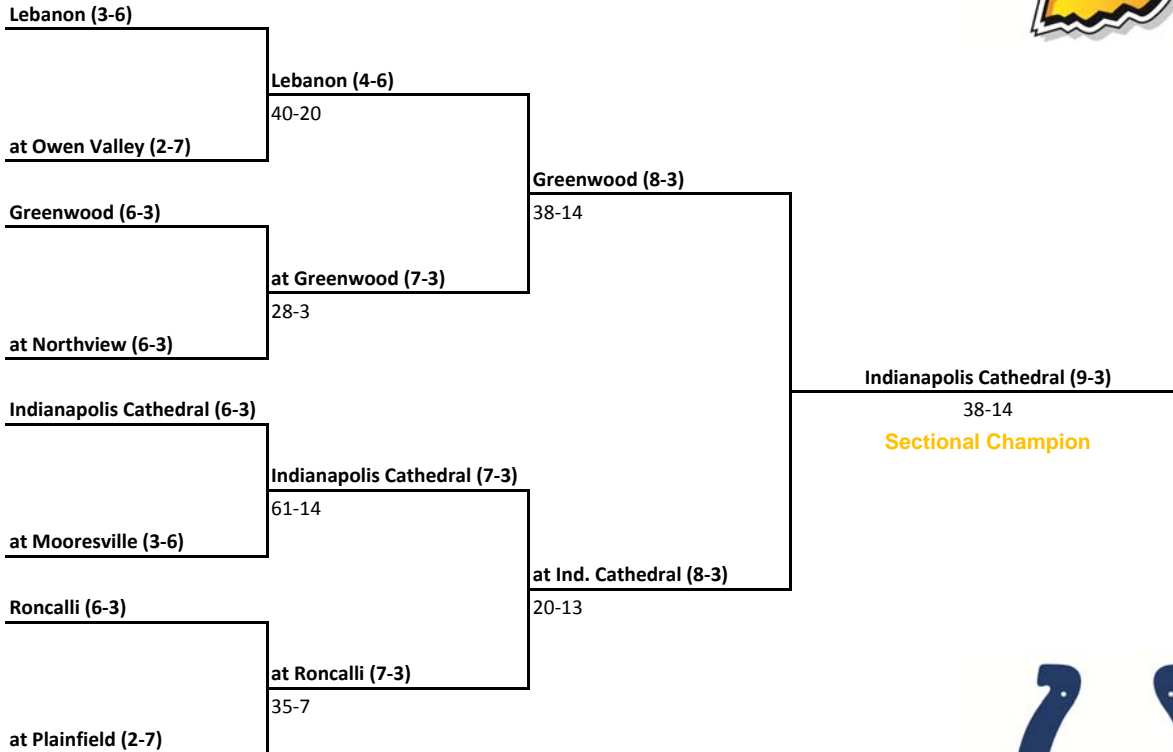 Lebanon (3-6)
Lebanon (4-6)
40-20
at Owen Valley (2-7)
Greenwood (8-3)
38-14
Greenwood (6-3)
at Greenwood (7-3)
28-3
at Northview (6-3)
Indianapolis Cathedral (9-3)
38-14
Sectional Champion
Indianapolis Cathedral (6-3)
Indianapolis Cathedral (7-3)
61-14
at Mooresville (3-6)
at Ind. Cathedral (8-3)
20-13
Roncalli (6-3)
at Roncalli (7-3)
35-7
at Plainfield (2-7)